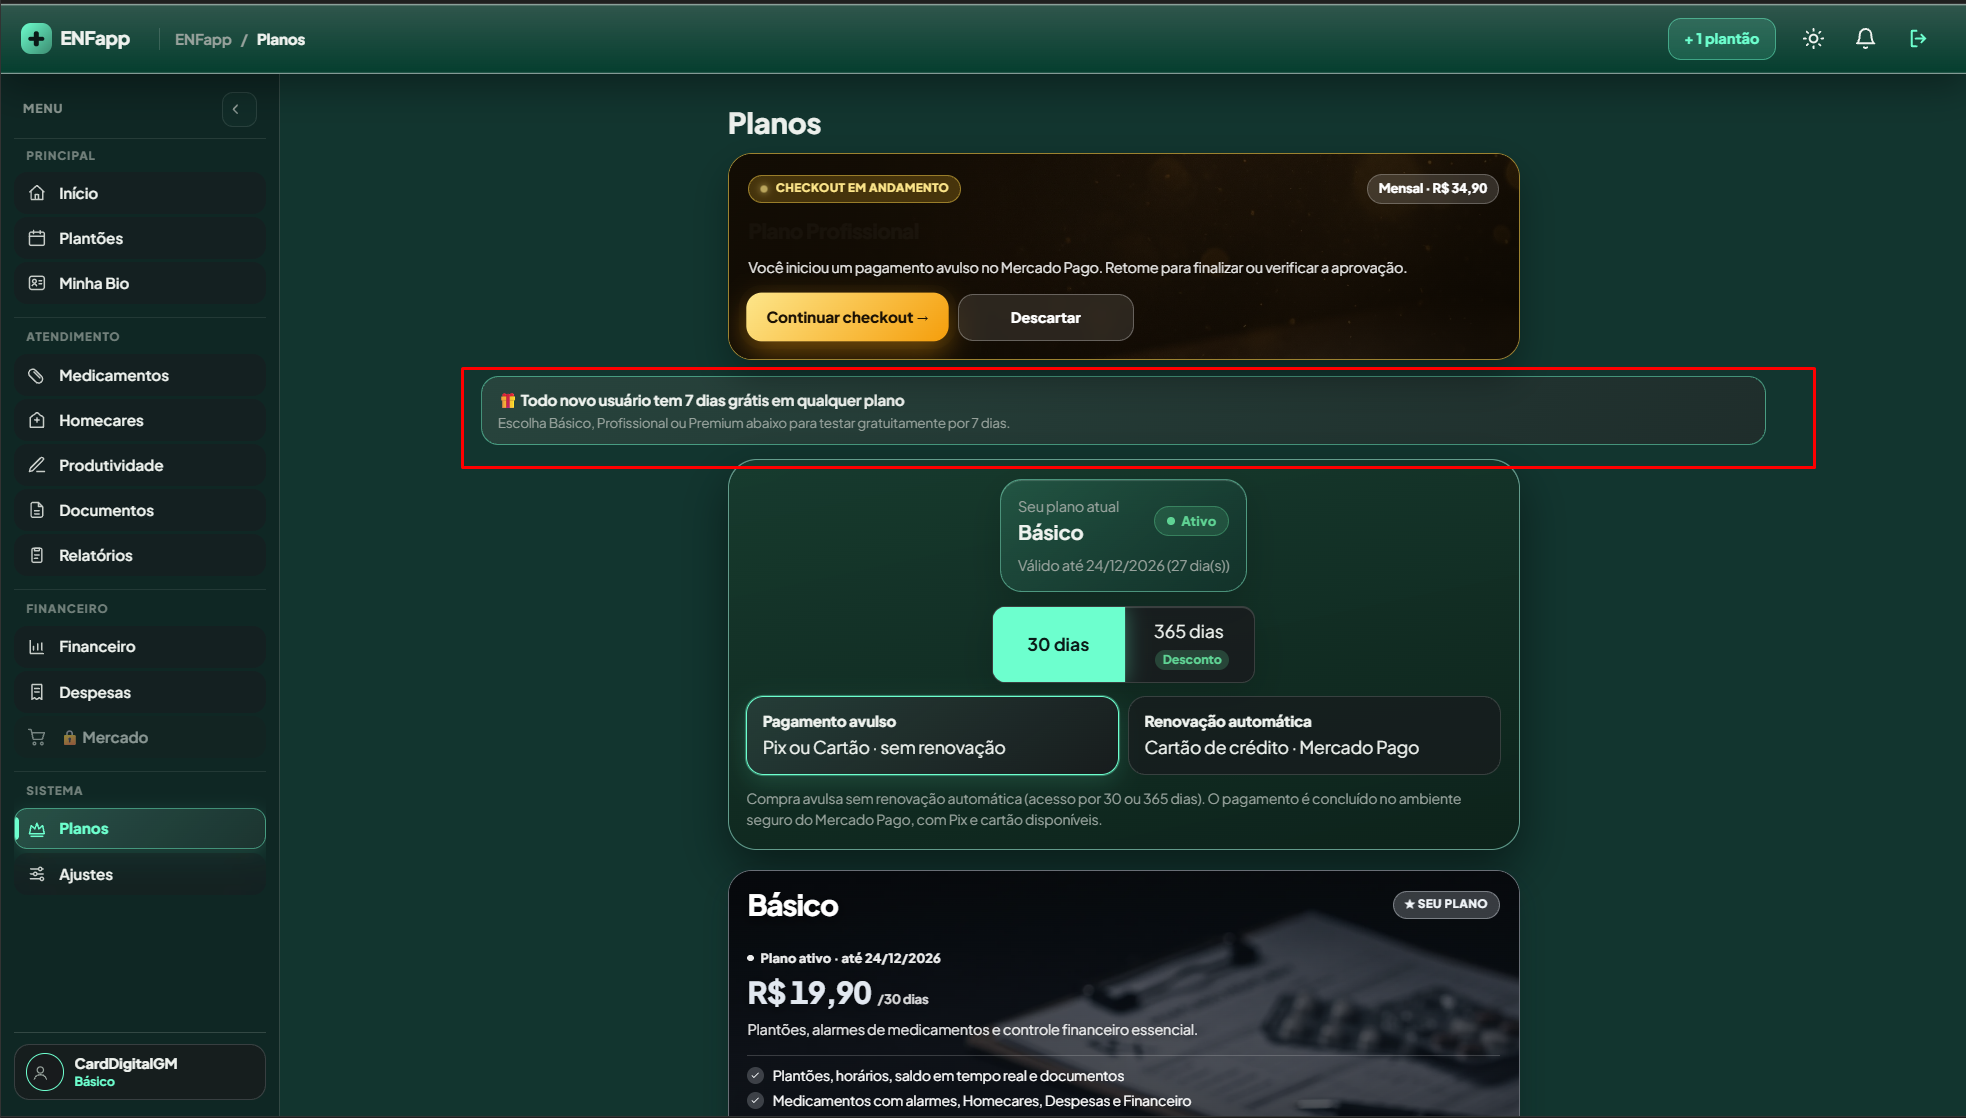 ENFapp
ENFapp / Planos
+ 1 plantão
MENU
PRINCIPAL
Início
Plantões
Minha Bio
ATENDIMENTO
Medicamentos
Homecares
Produtividade
Documentos
Relatórios
FINANCEIRO
Financeiro
Despesas
Mercado
SISTEMA
Planos
Ajustes
CardDigitalGM
Básico
Planos
CHECKOUT EM ANDAMENTO
Mensal · R$ 34,90
Plano Profissional
Você iniciou um pagamento avulso no Mercado Pago. Retome para finalizar ou verificar a aprovação.
Continuar checkout →
Descartar
Todo novo usuário tem 7 dias grátis em qualquer plano
Escolha Básico, Profissional ou Premium abaixo para testar gratuitamente por 7 dias.
Seu plano atual
Básico
Ativo
Válido até 24/12/2026 (27 dia(s))
30 dias
365 dias
Desconto
Pagamento avulso
Pix ou Cartão · sem renovação
Renovação automática
Cartão de crédito · Mercado Pago
Compra avulsa sem renovação automática (acesso por 30 ou 365 dias). O pagamento é concluído no ambiente
seguro do Mercado Pago, com Pix e cartão disponíveis.
Básico
★ SEU PLANO
Plano ativo · até 24/12/2026
R$ 19,90 /30 dias
Plantões, alarmes de medicamentos e controle financeiro essencial.
Plantões, horários, saldo em tempo real e documentos
Medicamentos com alarmes, Homecares, Despesas e Financeiro